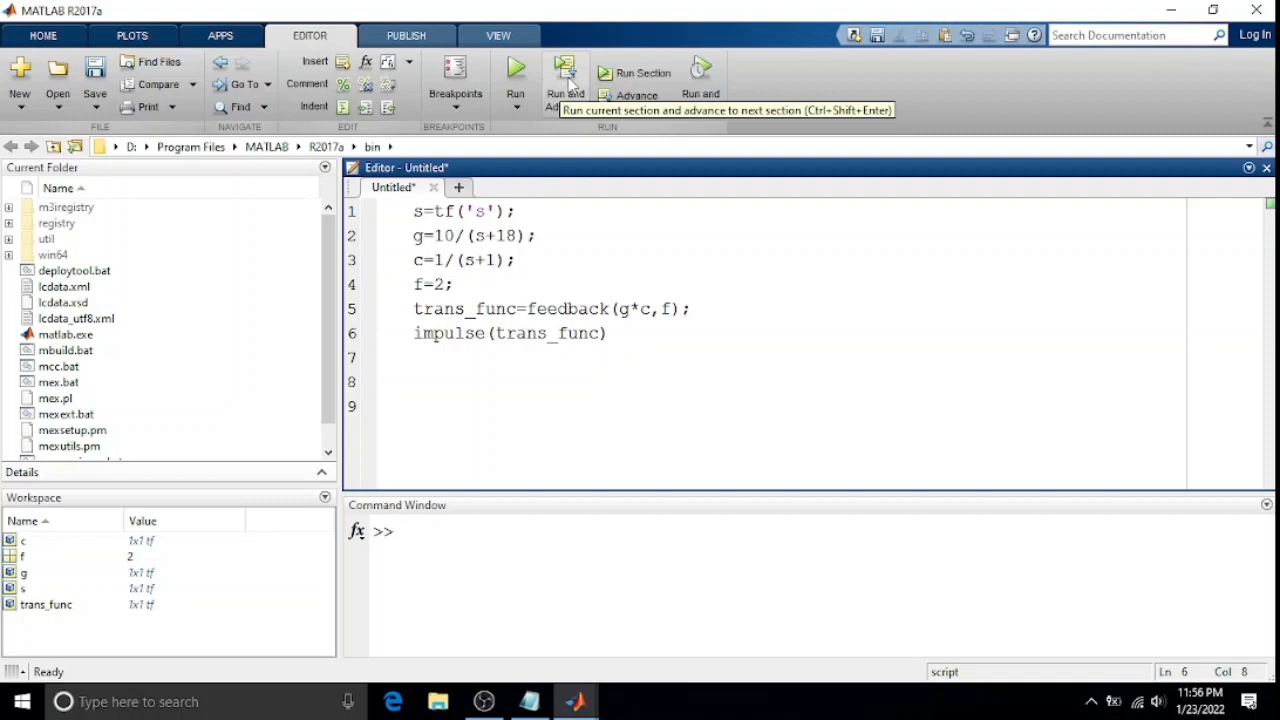 MATLAB R2017a
HOME PLOTS APPS EDITOR PUBLISH VIEW Search Documentation Log In
New Open Save Find Files Compare Print
FILE
Go To Find
NAVIGATE
Insert fx
Comment %
Indent
EDIT
Breakpoints
BREAKPOINTS
Run Run and Run Section Advance Run and
RUN
Run current section and advance to next section (Ctrl+Shift+Enter)
D: Program Files MATLAB R2017a bin
Current Folder
Name
m3iregistry
registry
util
win64
deploytool.bat
lcdata.xml
lcdata.xsd
lcdata_utf8.xml
matlab.exe
mbuild.bat
mcc.bat
mex.bat
mex.pl
mexext.bat
mexsetup.pm
mexutils.pm
Details
Workspace
Name Value
c 1x1 tf
f 2
g 1x1 tf
s 1x1 tf
trans_func 1x1 tf
Editor - Untitled*
Untitled* +
1 s=tf('s');
2 g=10/(s+18);
3 c=1/(s+1);
4 f=2;
5 trans_func=feedback(g*c,f);
6 impulse(trans_func)
7
8
9
Command Window
fx >>
Ready script Ln 6 Col 8
Type here to search
11:56 PM
1/23/2022